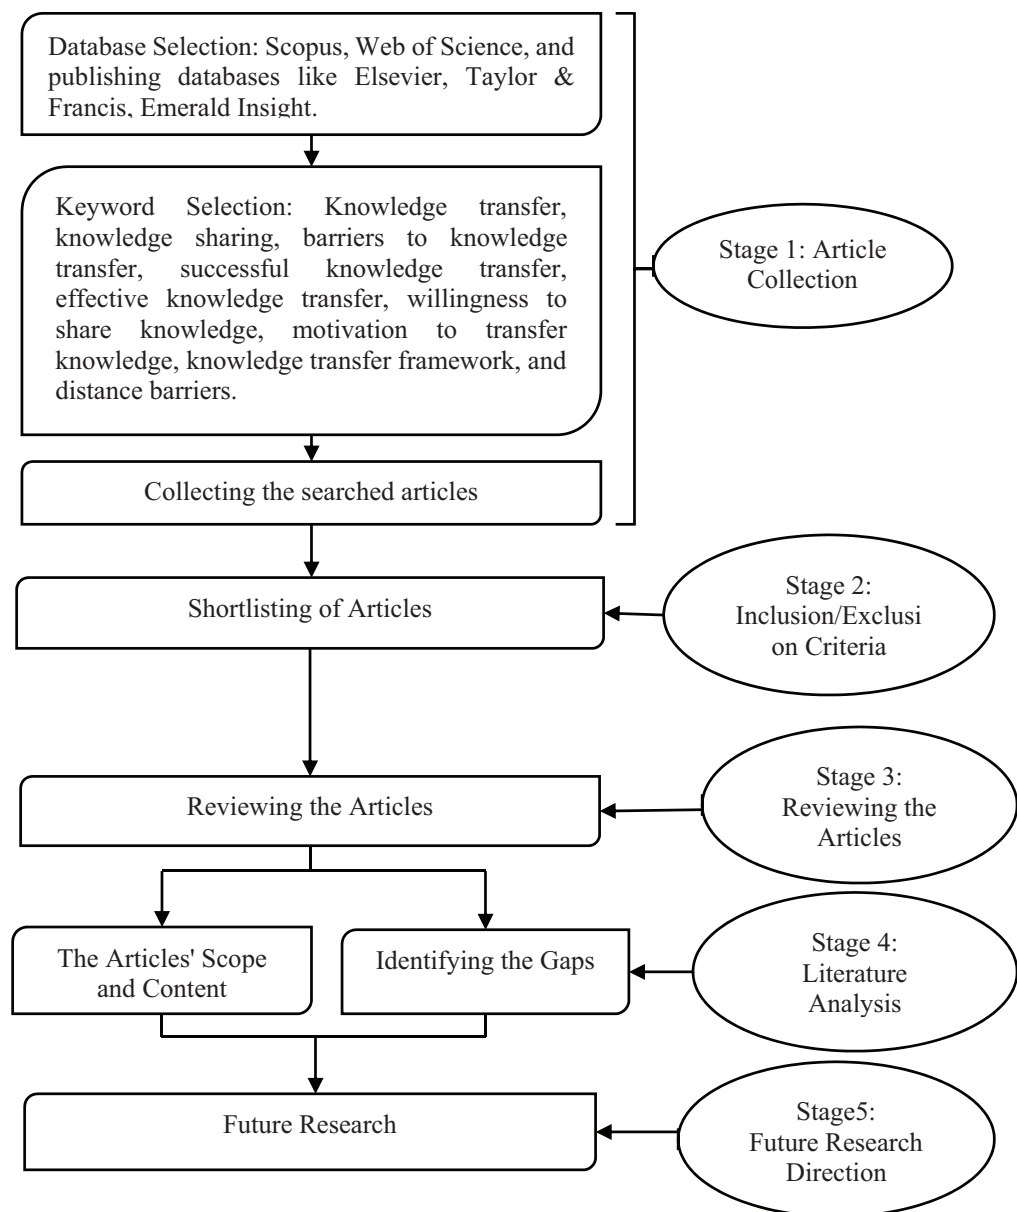 Database Selection: Scopus, Web of Science, and
publishing databases like Elsevier, Taylor &
Francis, Emerald Insight.
Keyword Selection: Knowledge transfer,
knowledge sharing, barriers to knowledge
transfer, successful knowledge transfer,
effective knowledge transfer, willingness to
share knowledge, motivation to transfer
knowledge, knowledge transfer framework, and
distance barriers.
Stage 1: Article
Collection
Collecting the searched articles
Shortlisting of Articles
Stage 2:
Inclusion/Exclusi
on Criteria
Reviewing the Articles
Stage 3:
Reviewing the
Articles
The Articles' Scope
and Content
Identifying the Gaps
Stage 4:
Literature
Analysis
Future Research
Stage5:
Future Research
Direction